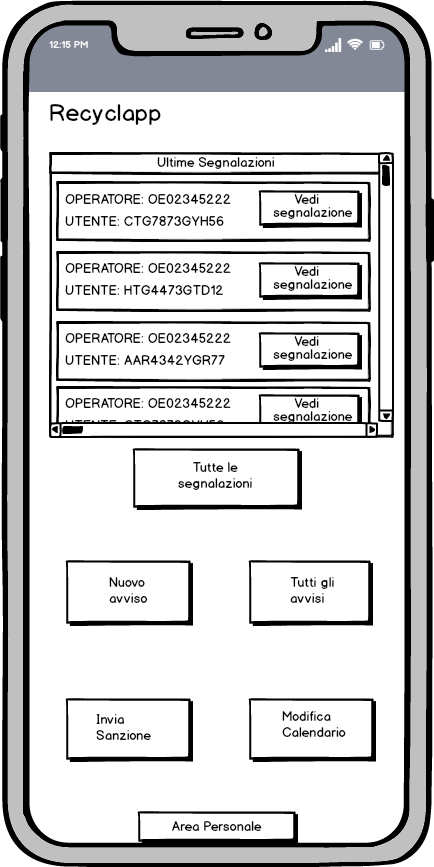 12:15 PM
Recyclapp
Ultime Segnalazioni
OPERATORE: OE02345222
UTENTE: CTG7873GYH56
Vedi
segnalazione
OPERATORE: OE02345222
UTENTE: HTG4473GTD12
Vedi
segnalazione
OPERATORE: OE02345222
UTENTE: AAR4342YGR77
Vedi
segnalazione
OPERATORE: OE02345222
Vedi
segnalazione
Tutte le
segnalazioni
Nuovo
avviso
Tutti gli
avvisi
Invia
Sanzione
Modifica
Calendario
Area Personale